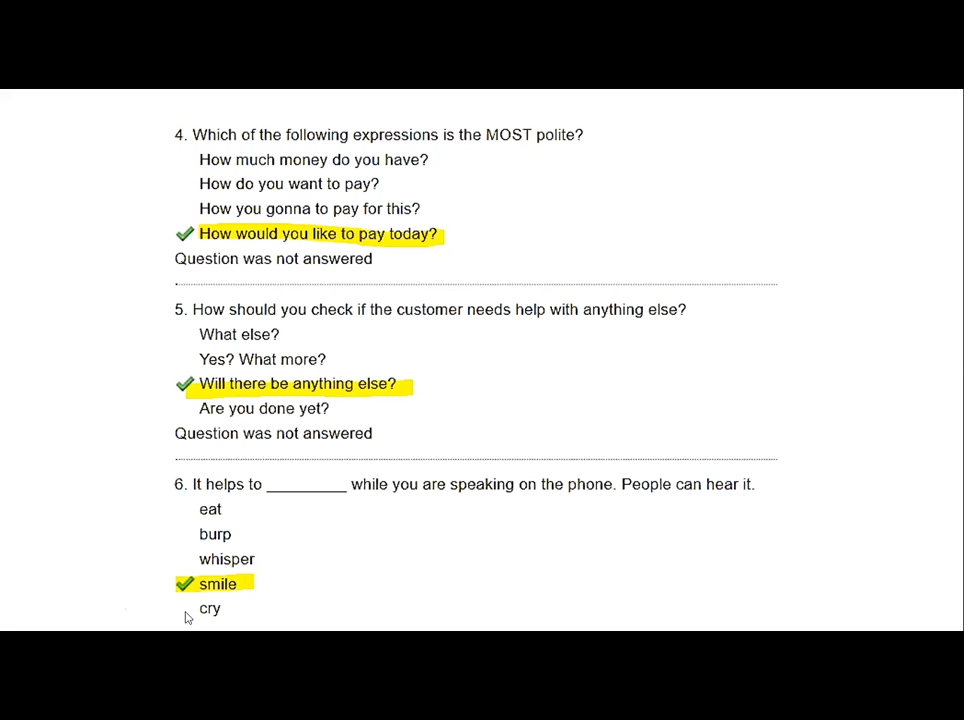 4. Which of the following expressions is the MOST polite?
How much money do you have?
How do you want to pay?
How you gonna to pay for this?
How would you like to pay today?
Question was not answered
5. How should you check if the customer needs help with anything else?
What else?
Yes? What more?
Will there be anything else?
Are you done yet?
Question was not answered
6. It helps to _________ while you are speaking on the phone. People can hear it.
eat
burp
whisper
smile
cry